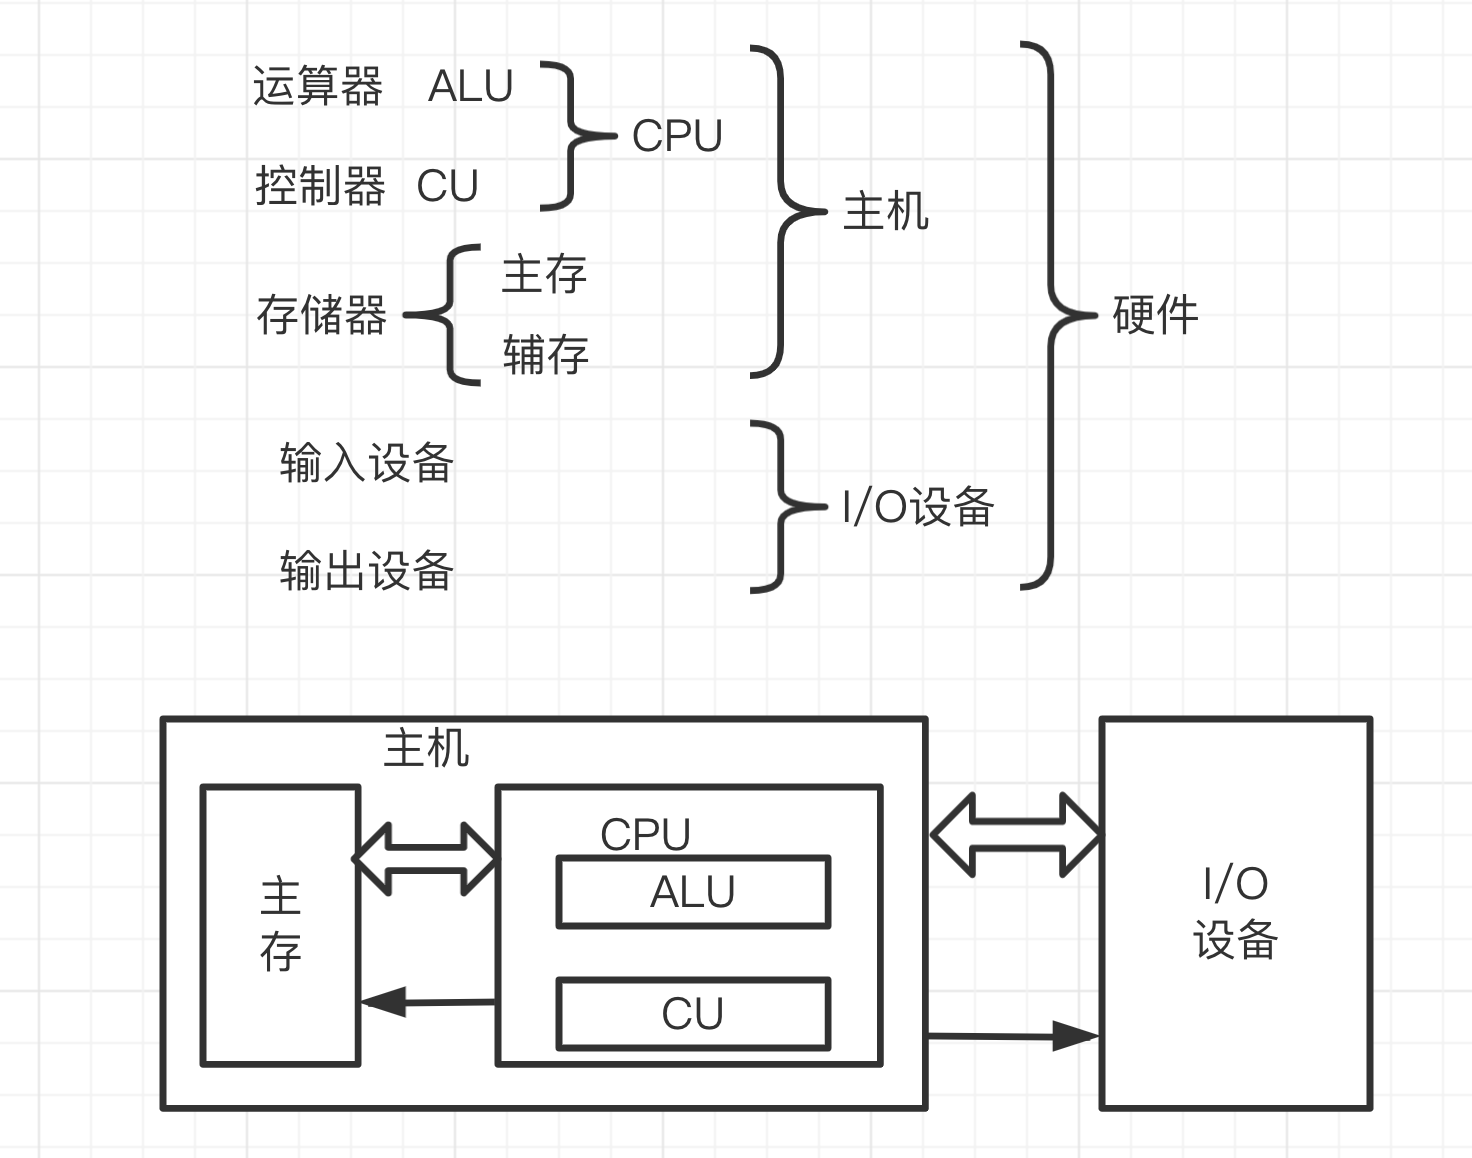 运算器 ALU
CPU
控制器 CU
主机
主存
存储器
硬件
辅存
输入设备
I/O设备
输出设备
主机
CPU
ALU
主
存
CU
I/O
设备